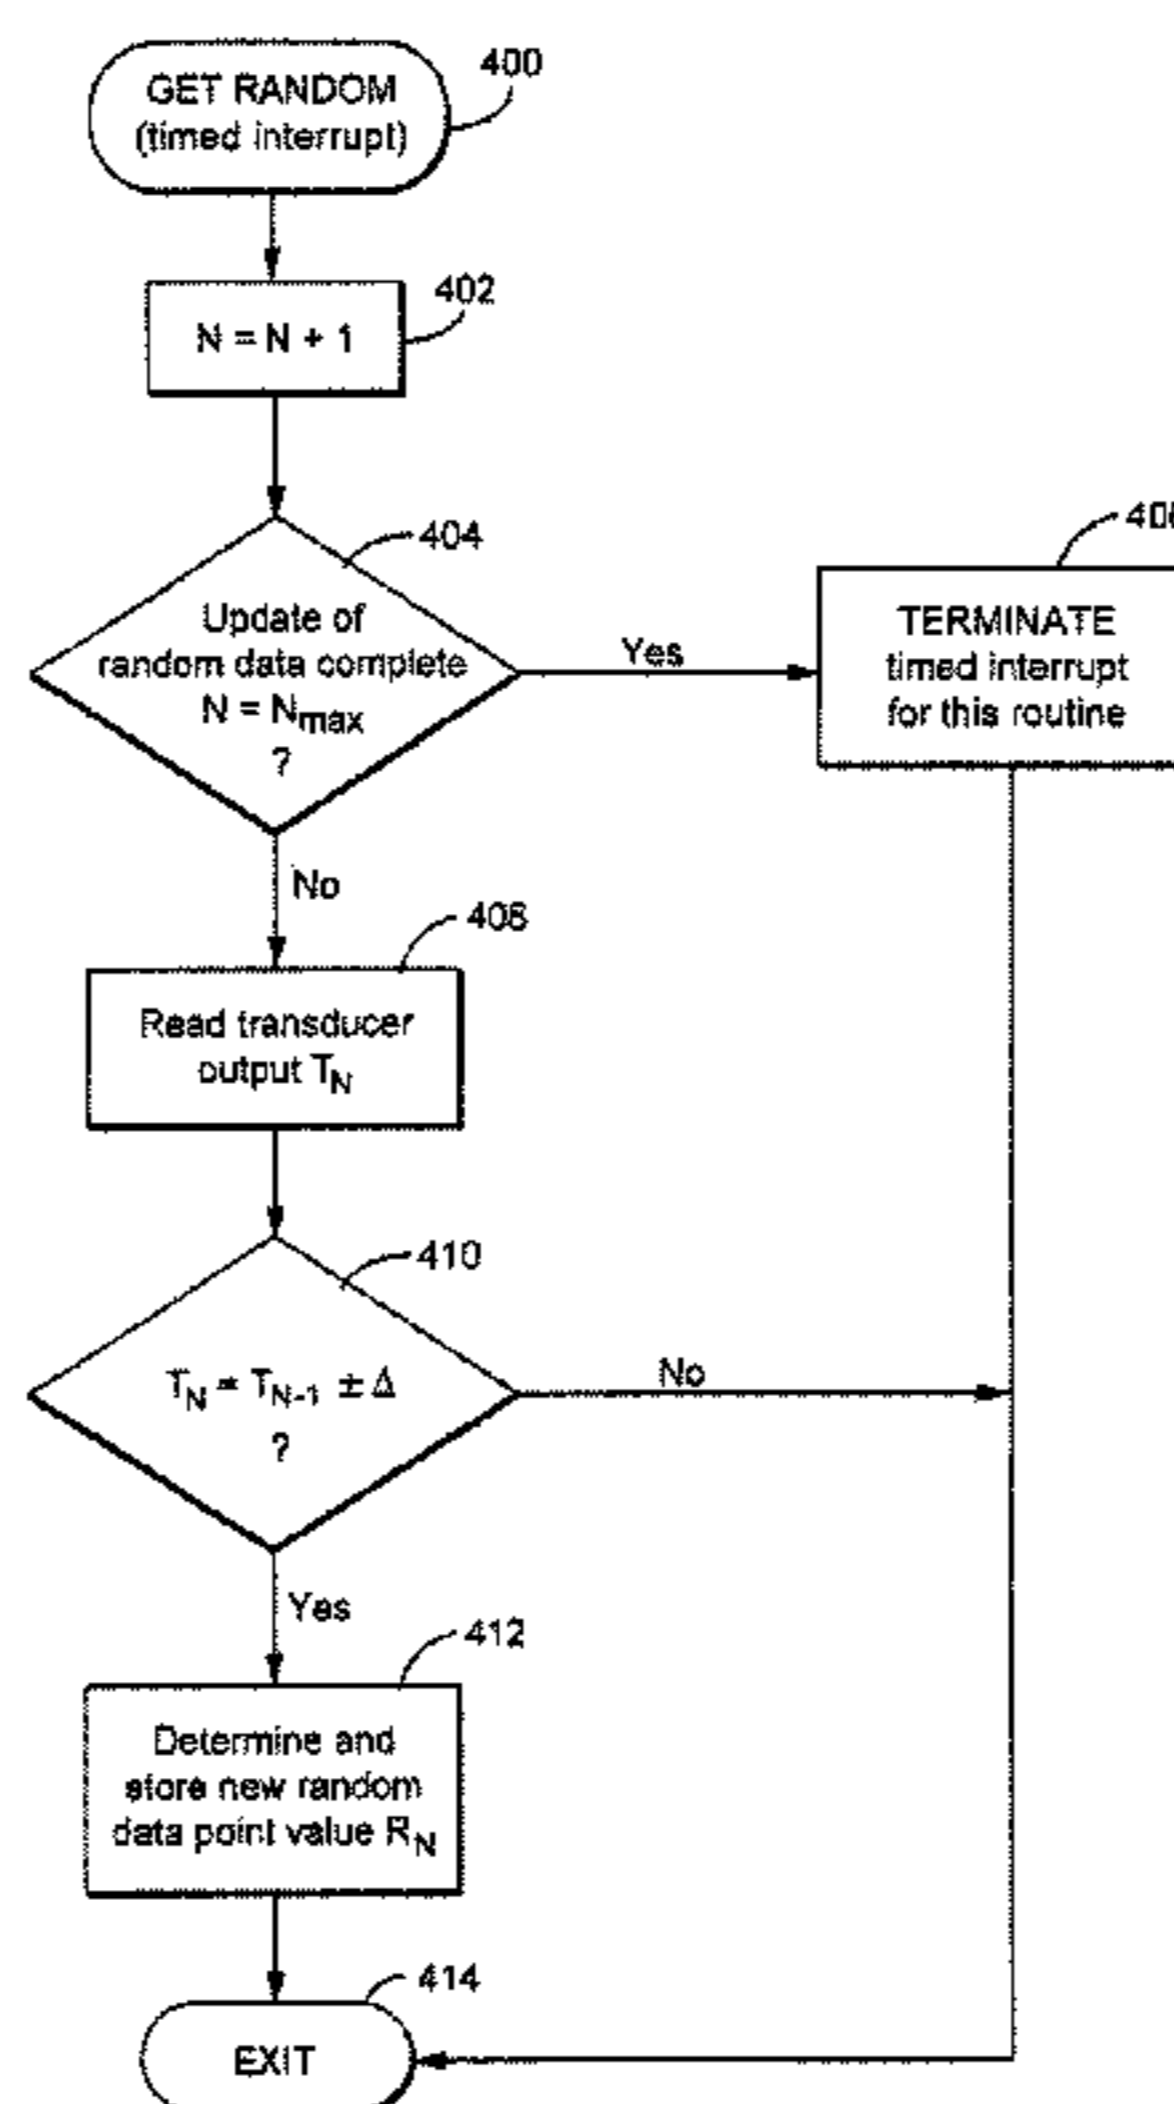 GET RANDOM
(timed interrupt)
400
N = N + 1
402
404
Update of
random data complete
N = Nmax
?
Yes
TERMINATE
timed interrupt
for this routine
No
408
Read transducer
output TN
410
TN = TN-1 ± Δ
?
No
Yes
412
Determine and
store new random
data point value RN
414
EXIT